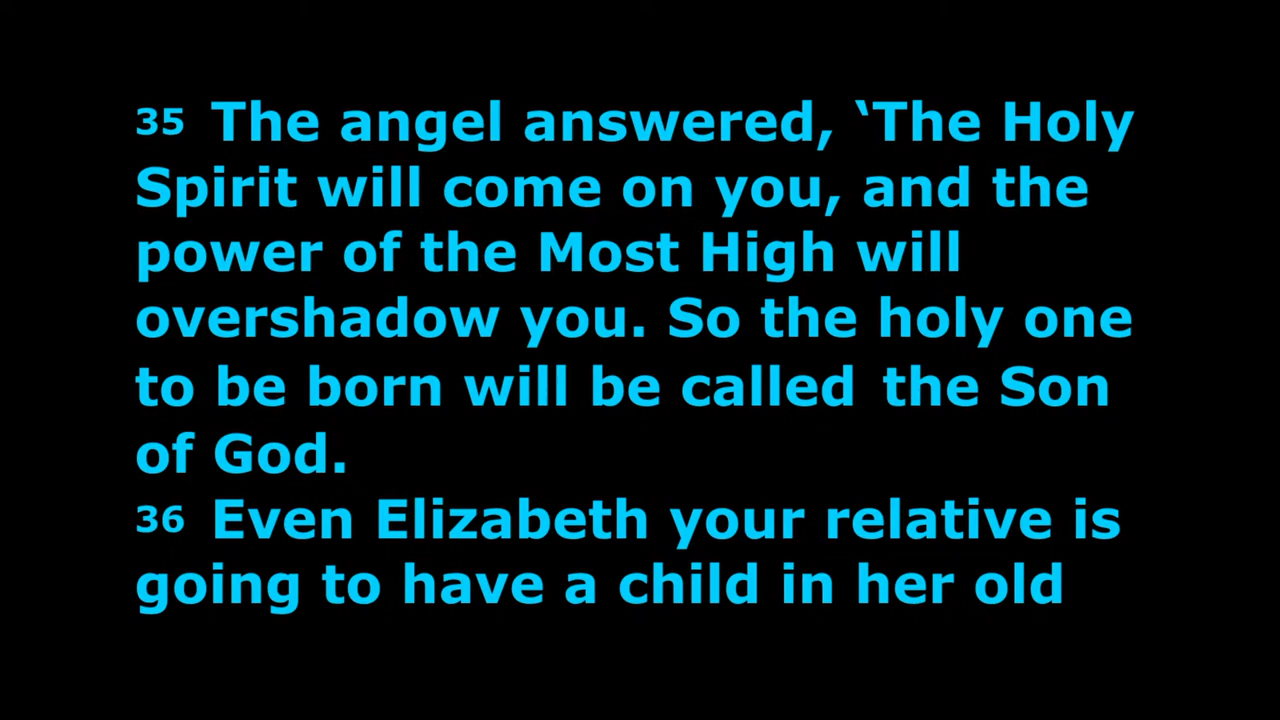 35 The angel answered, ‘The Holy
Spirit will come on you, and the
power of the Most High will
overshadow you. So the holy one
to be born will be called the Son
of God.
36 Even Elizabeth your relative is
going to have a child in her old